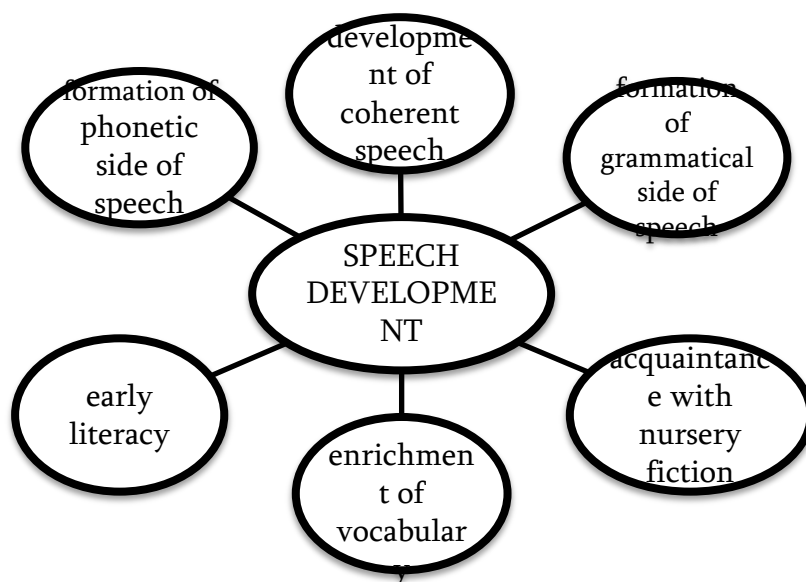 developme
nt of
coherent
speech
formation of
phonetic
side of
speech
formation
of
grammatical
side of
speech
SPEECH
DEVELOPME
NT
early
literacy
enrichmen
t of
vocabular
y
acquaintanc
e with
nursery
fiction